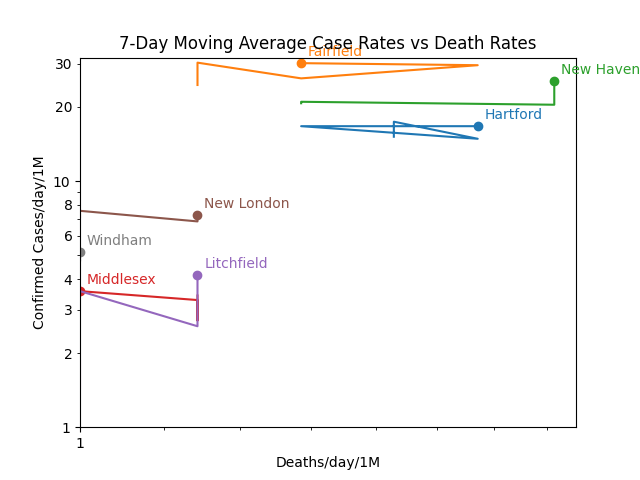 7-Day Moving Average Case Rates vs Death Rates
Fairfield
New Haven
Hartford
New London
Windham
Litchfield
Middlesex
30
20
10
8
6
4
3
2
1
1
Confirmed Cases/day/1M
Deaths/day/1M